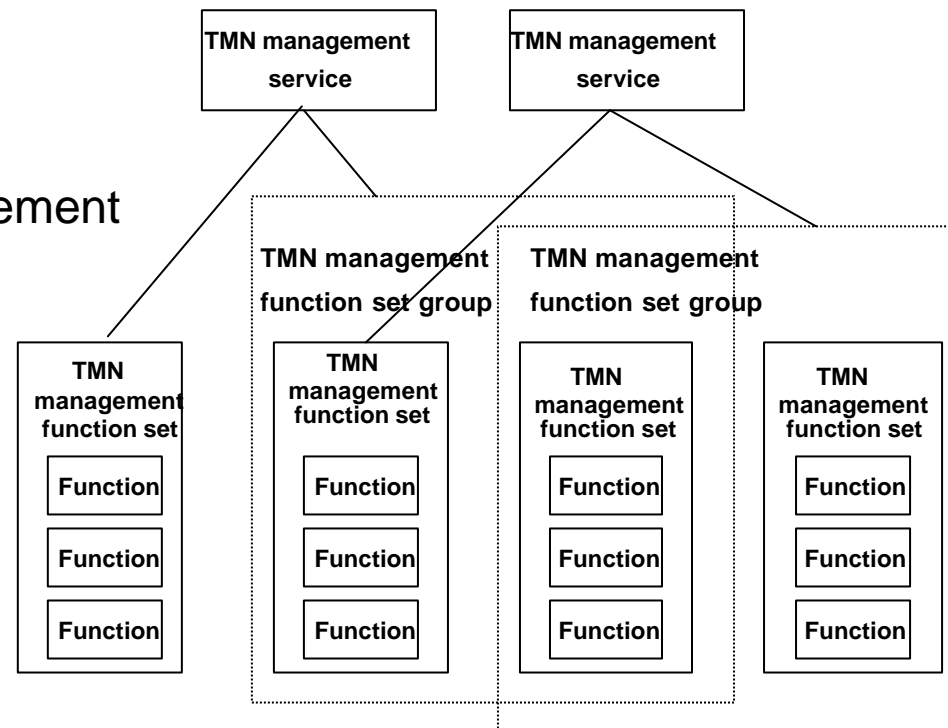 TMN management
service
TMN management
service
ement
TMN management
function set group
TMN management
function set group
TMN
management
function set
Function
Function
Function
TMN
management
function set
Function
Function
Function
TMN
management
function set
Function
Function
Function
TMN
management
function set
Function
Function
Function